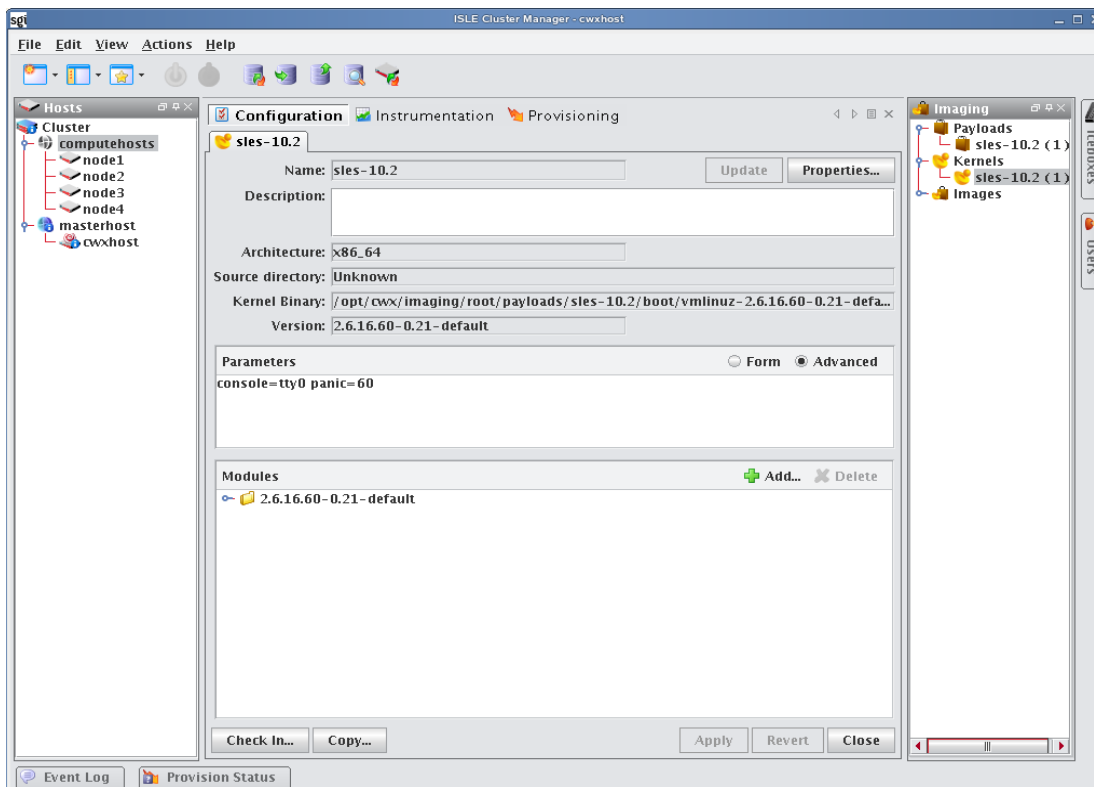 sgi
ISLE Cluster Manager - cwxhost
File Edit View Actions Help
Hosts
Cluster
computehosts
node1
node2
node3
node4
masterhost
cwxhost
Configuration Instrumentation Provisioning
sles-10.2
Name: sles-10.2 Update Properties...
Description:
Architecture: x86_64
Source directory: Unknown
Kernel Binary: /opt/cwx/imaging/root/payloads/sles-10.2/boot/vmlinuz-2.6.16.60-0.21-defa...
Version: 2.6.16.60-0.21-default
Parameters Form Advanced
console=tty0 panic=60
Modules Add... Delete
2.6.16.60-0.21-default
Check In... Copy... Apply Revert Close
Imaging
Payloads
sles-10.2 (1)
Kernels
sles-10.2 (1)
Images
Iceboxes
Users
Event Log Provision Status